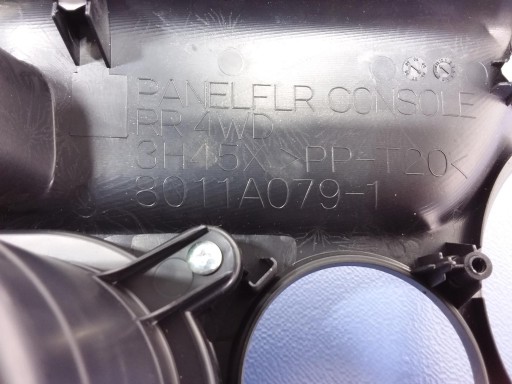 PANELFLR CONSOLE
RR 4WD
3H45X >PP-T20<
8011A079-1